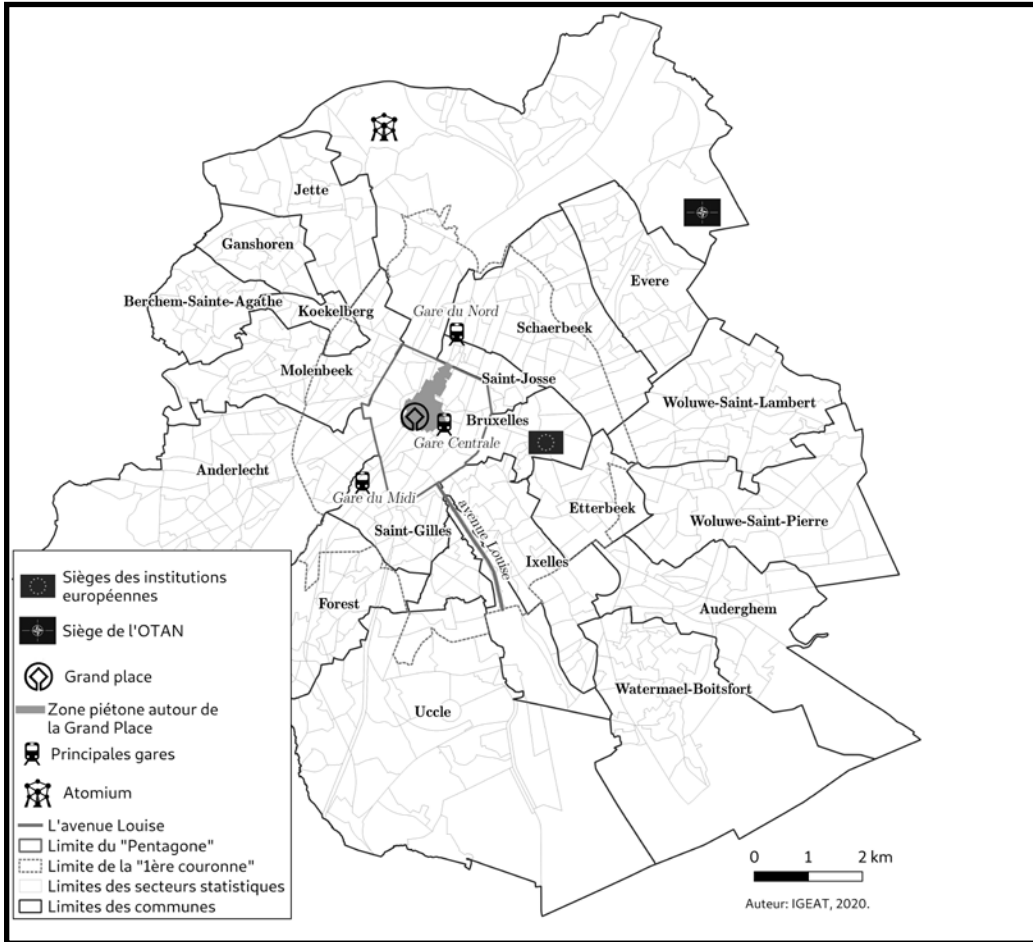 Jette
Ganshoren
Evere
Berchem-Sainte-Agathe
Koekelberg
Gare du Nord
Schaerbeek
Molenbeek
Saint-Josse
Woluwe-Saint-Lambert
Bruxelles
Gare Centrale
Anderlecht
Gare du Midi
Etterbeek
Woluwe-Saint-Pierre
Saint-Gilles
avenue Louise
Ixelles
Forest
Auderghem
Watermael-Boitsfort
Uccle
Sièges des institutions
européennes
Siège de l'OTAN
Grand place
Zone piétone autour de
la Grand Place
Principales gares
Atomium
L'avenue Louise
Limite du "Pentagone"
Limite de la "1ère couronne"
Limites des secteurs statistiques
Limites des communes
0 1 2 km
Auteur: IGEAT, 2020.